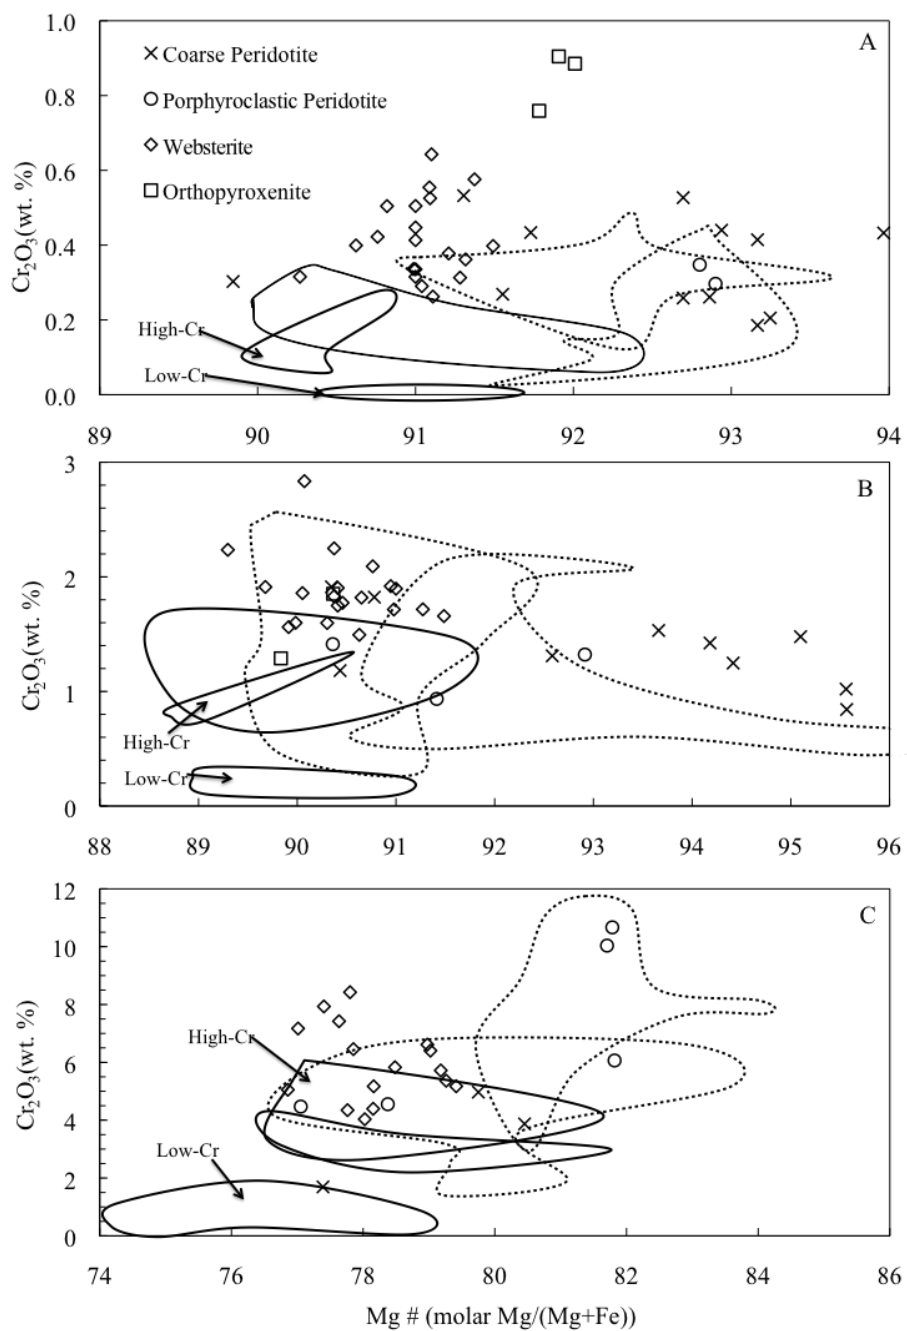 1.0
A
Coarse Peridotite
0.8
Porphyroclastic Peridotite
Websterite
0.6
Orthopyroxenite
Cr₂O₃(wt. %)
0.4
High-Cr
0.2
Low-Cr
0.0
89 90 91 92 93 94
3
B
2
Cr₂O₃(wt. %)
1
High-Cr
Low-Cr
0
88 89 90 91 92 93 94 95 96
12
C
10
8
High-Cr
Cr₂O₃(wt. %)
6
4
Low-Cr
2
0
74 76 78 80 82 84 86
Mg # (molar Mg/(Mg+Fe))